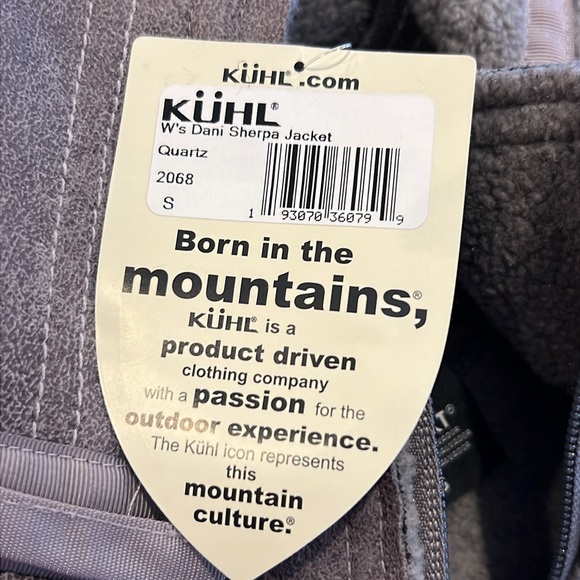 KÜHL®.com
KÜHL®
W's Dani Sherpa Jacket
Quartz
2068
S
1 93070 36079 9
Born in the
mountains,®
KÜHL® is a
product driven
clothing company
with a passion for the
outdoor experience.
The Kühl icon represents
this
mountain
culture.®